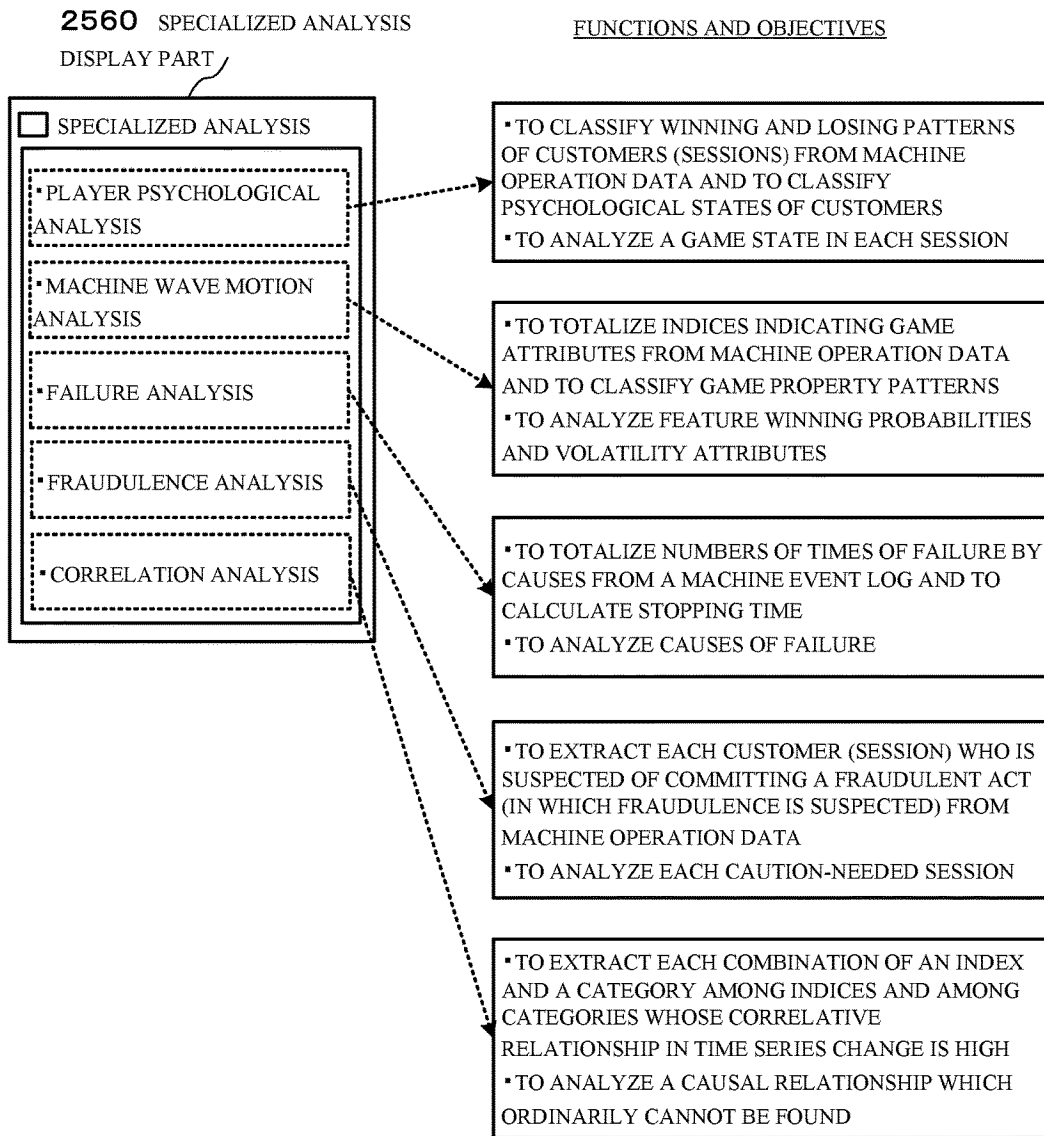 2560 SPECIALIZED ANALYSIS
DISPLAY PART
FUNCTIONS AND OBJECTIVES
SPECIALIZED ANALYSIS
▪PLAYER PSYCHOLOGICAL
ANALYSIS
▪MACHINE WAVE MOTION
ANALYSIS
▪FAILURE ANALYSIS
▪FRAUDULENCE ANALYSIS
▪CORRELATION ANALYSIS
▪TO CLASSIFY WINNING AND LOSING PATTERNS
OF CUSTOMERS (SESSIONS) FROM MACHINE
OPERATION DATA AND TO CLASSIFY
PSYCHOLOGICAL STATES OF CUSTOMERS
▪TO ANALYZE A GAME STATE IN EACH SESSION
▪TO TOTALIZE INDICES INDICATING GAME
ATTRIBUTES FROM MACHINE OPERATION DATA
AND TO CLASSIFY GAME PROPERTY PATTERNS
▪TO ANALYZE FEATURE WINNING PROBABILITIES
AND VOLATILITY ATTRIBUTES
▪TO TOTALIZE NUMBERS OF TIMES OF FAILURE BY
CAUSES FROM A MACHINE EVENT LOG AND TO
CALCULATE STOPPING TIME
▪TO ANALYZE CAUSES OF FAILURE
▪TO EXTRACT EACH CUSTOMER (SESSION) WHO IS
SUSPECTED OF COMMITTING A FRAUDULENT ACT
(IN WHICH FRAUDULENCE IS SUSPECTED) FROM
MACHINE OPERATION DATA
▪TO ANALYZE EACH CAUTION-NEEDED SESSION
▪TO EXTRACT EACH COMBINATION OF AN INDEX
AND A CATEGORY AMONG INDICES AND AMONG
CATEGORIES WHOSE CORRELATIVE
RELATIONSHIP IN TIME SERIES CHANGE IS HIGH
▪TO ANALYZE A CAUSAL RELATIONSHIP WHICH
ORDINARILY CANNOT BE FOUND